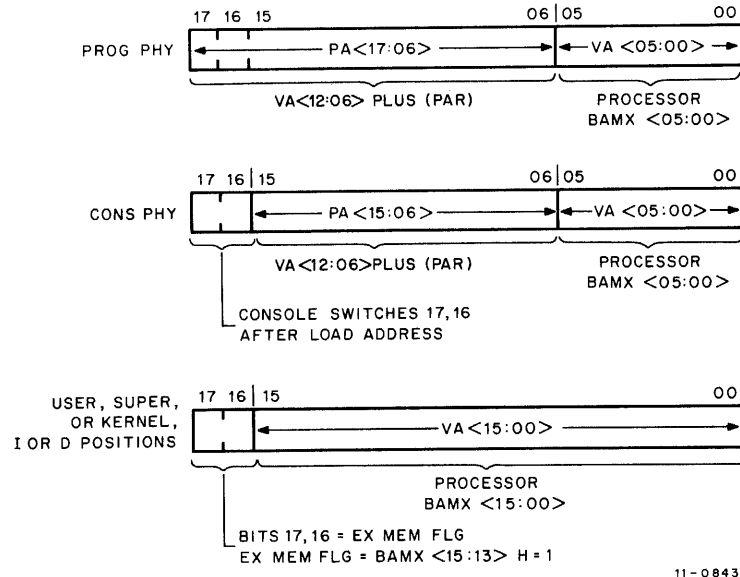 17 16 15 06 05 00
PROG PHY PA<17:06> VA <05:00>
VA<12:06> PLUS (PAR) PROCESSOR
BAMX <05:00>
17 16 15 06 05 00
CONS PHY PA<15:06> VA <05:00>
VA<12:06>PLUS (PAR) PROCESSOR
BAMX <05:00>
CONSOLE SWITCHES 17,16
AFTER LOAD ADDRESS
17 16 15 00
USER, SUPER,
OR KERNEL,
I OR D POSITIONS
VA<15:00>
PROCESSOR
BAMX <15:00>
BITS 17,16 = EX MEM FLG
EX MEM FLG = BAMX <15:13> H = 1
11-0843